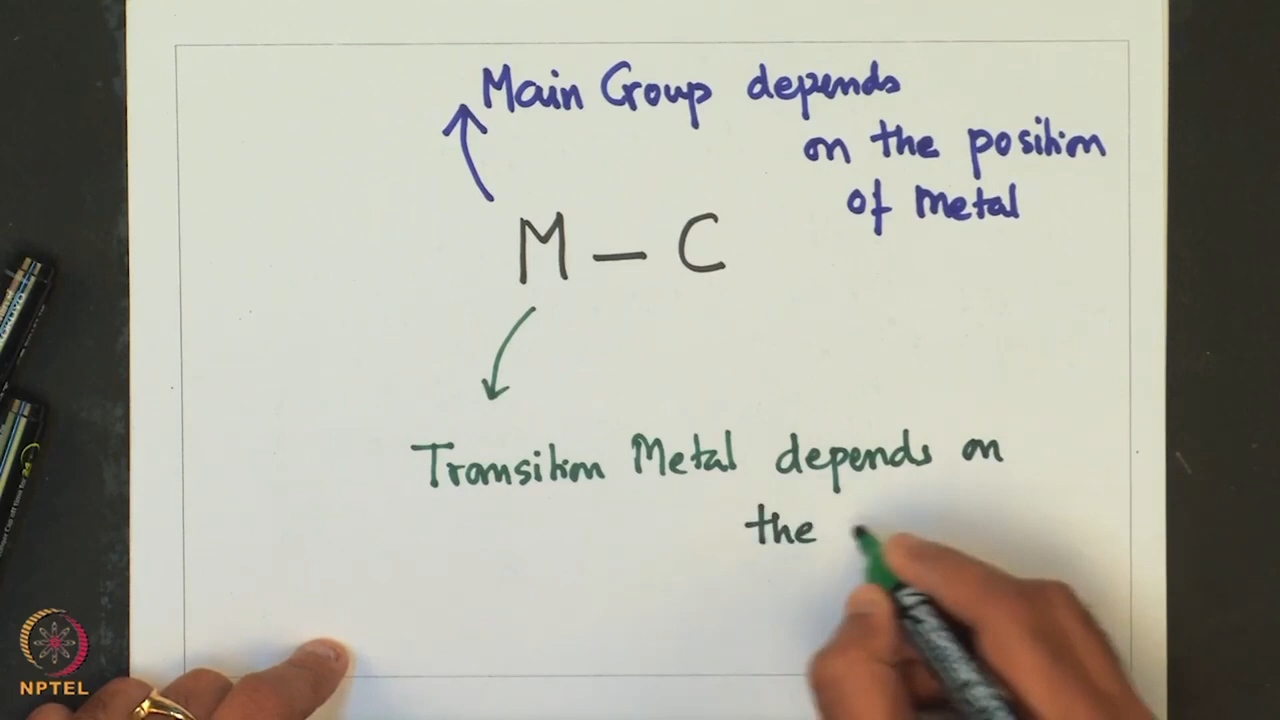 Main Group depends
on the position
of Metal
M – C
Transition Metal depends on
the
NPTEL